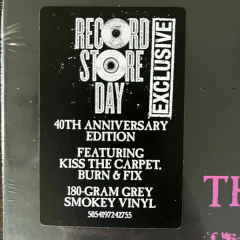 RECORD
STORE
DAY
EXCLUSIVE
40TH ANNIVERSARY
EDITION
FEATURING
KISS THE CARPET,
BURN & FIX
180-GRAM GREY
SMOKEY VINYL
5054197242755
TH